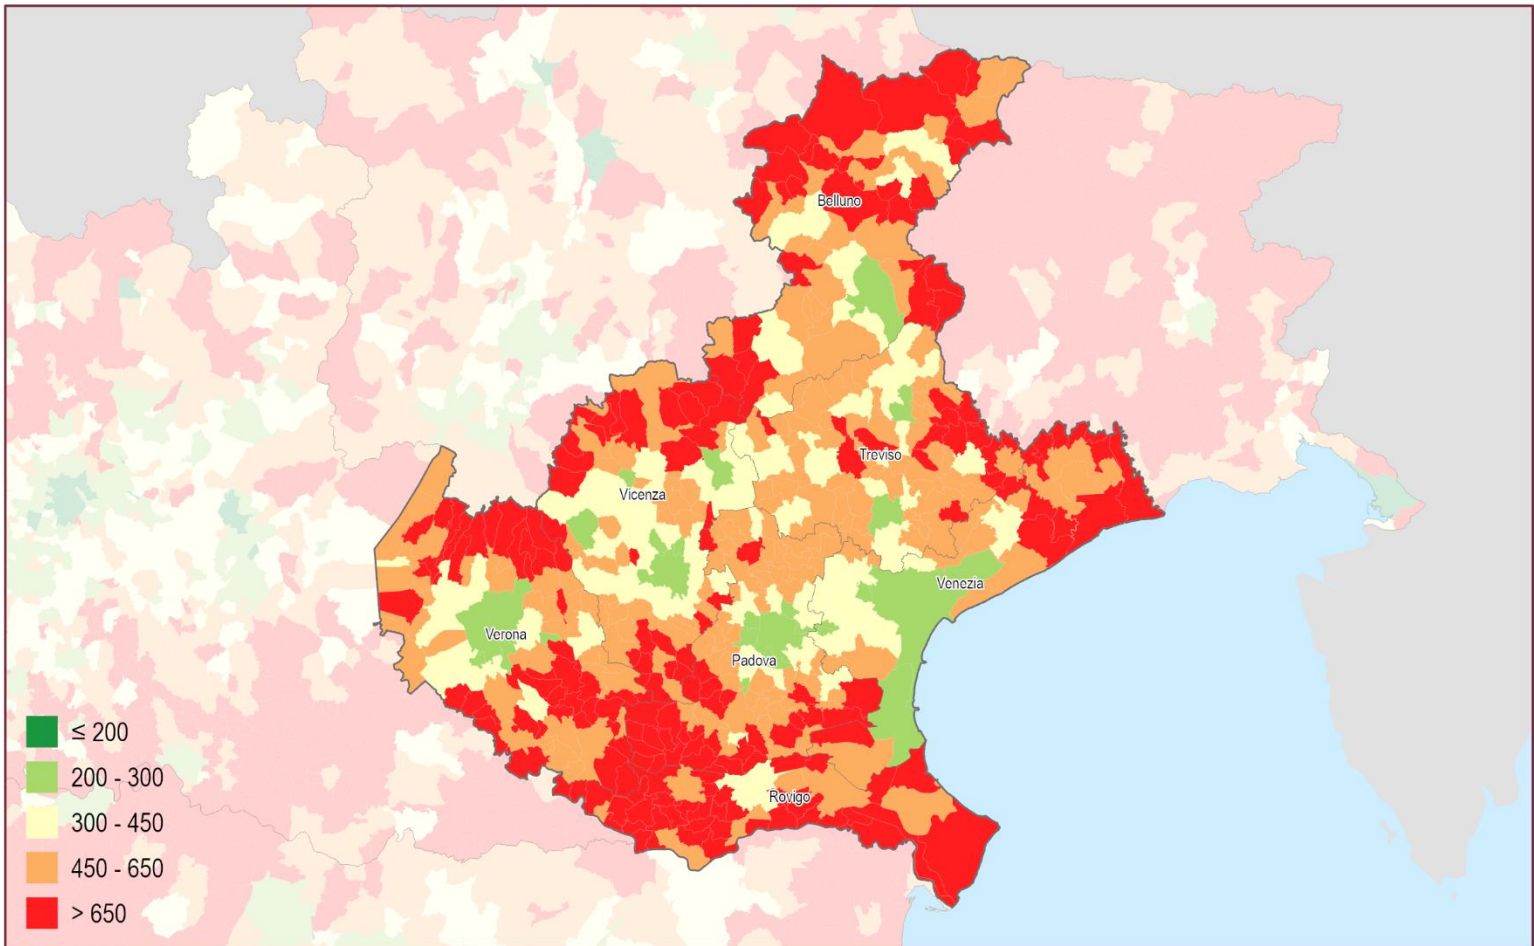 Belluno
Treviso
Vicenza
Venezia
Verona
Padova
Rovigo
≤ 200
200 - 300
300 - 450
450 - 650
> 650